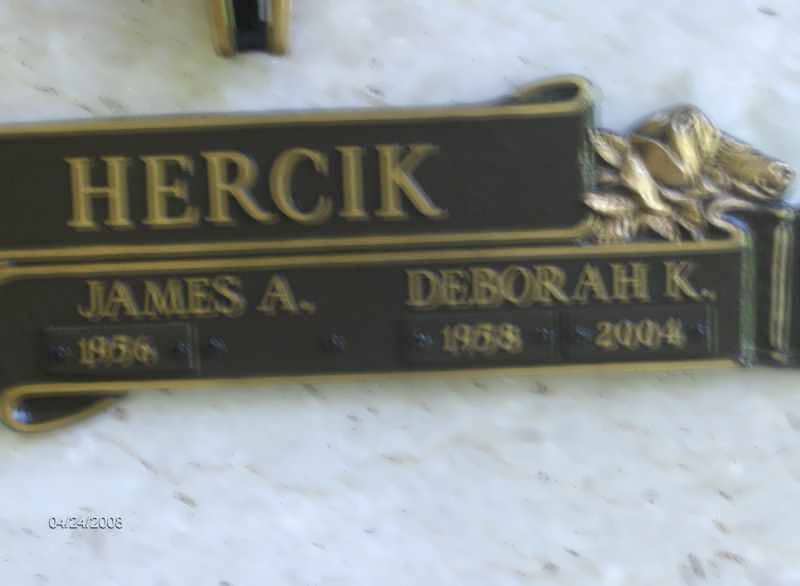 HERCIK
JAMES A. DEBORAH K.
1956 1958 2004
04/24/2008